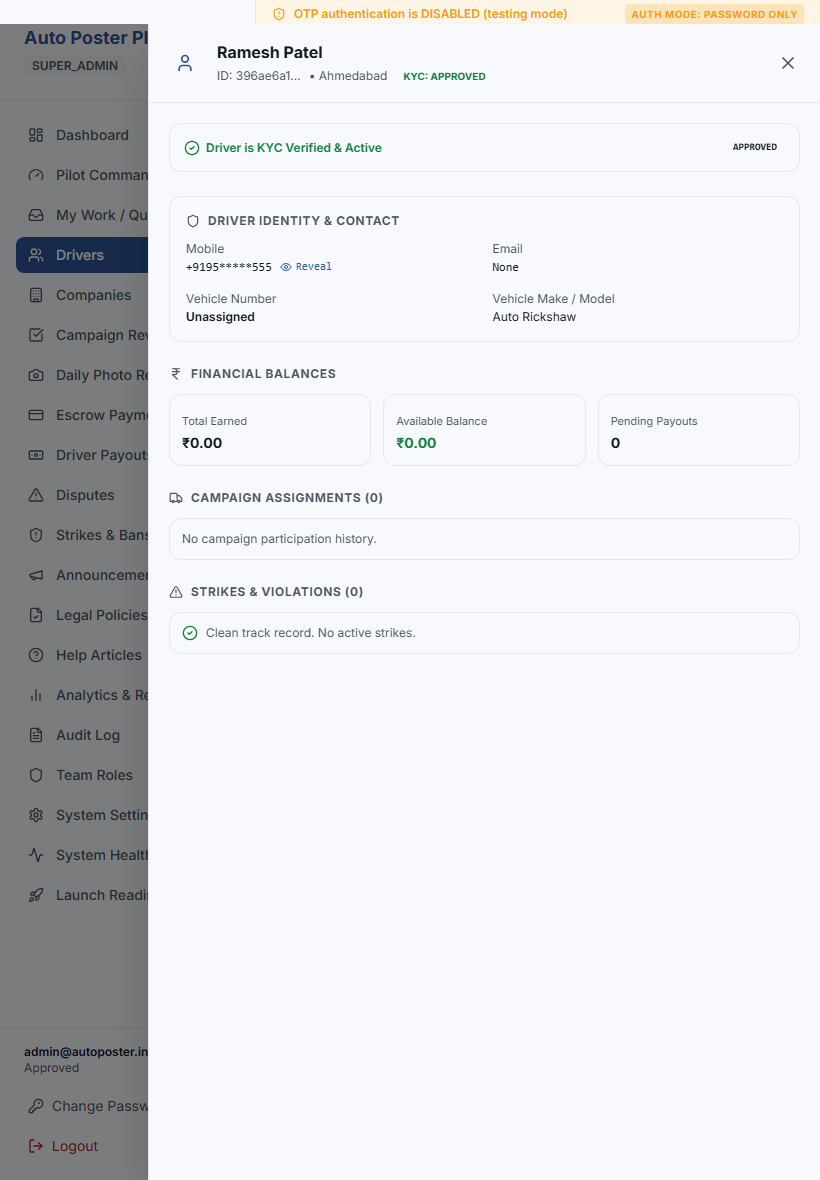 OTP authentication is DISABLED (testing mode)
AUTH MODE: PASSWORD ONLY
Auto Poster Pl
SUPER_ADMIN
Dashboard
Pilot Comman
My Work / Qu
Drivers
Companies
Campaign Rev
Daily Photo Re
Escrow Payme
Driver Payout
Disputes
Strikes & Bans
Announcemen
Legal Policies
Help Articles
Analytics & Re
Audit Log
Team Roles
System Settin
System Health
Launch Readi
admin@autoposter.in
Approved
Change Passw
Logout
Ramesh Patel
ID: 396ae6a1... • Ahmedabad KYC: APPROVED
Driver is KYC Verified & Active APPROVED
DRIVER IDENTITY & CONTACT
Mobile Email
+9195*****555 Reveal None
Vehicle Number Vehicle Make / Model
Unassigned Auto Rickshaw
FINANCIAL BALANCES
Total Earned Available Balance Pending Payouts
₹0.00 ₹0.00 0
CAMPAIGN ASSIGNMENTS (0)
No campaign participation history.
STRIKES & VIOLATIONS (0)
Clean track record. No active strikes.